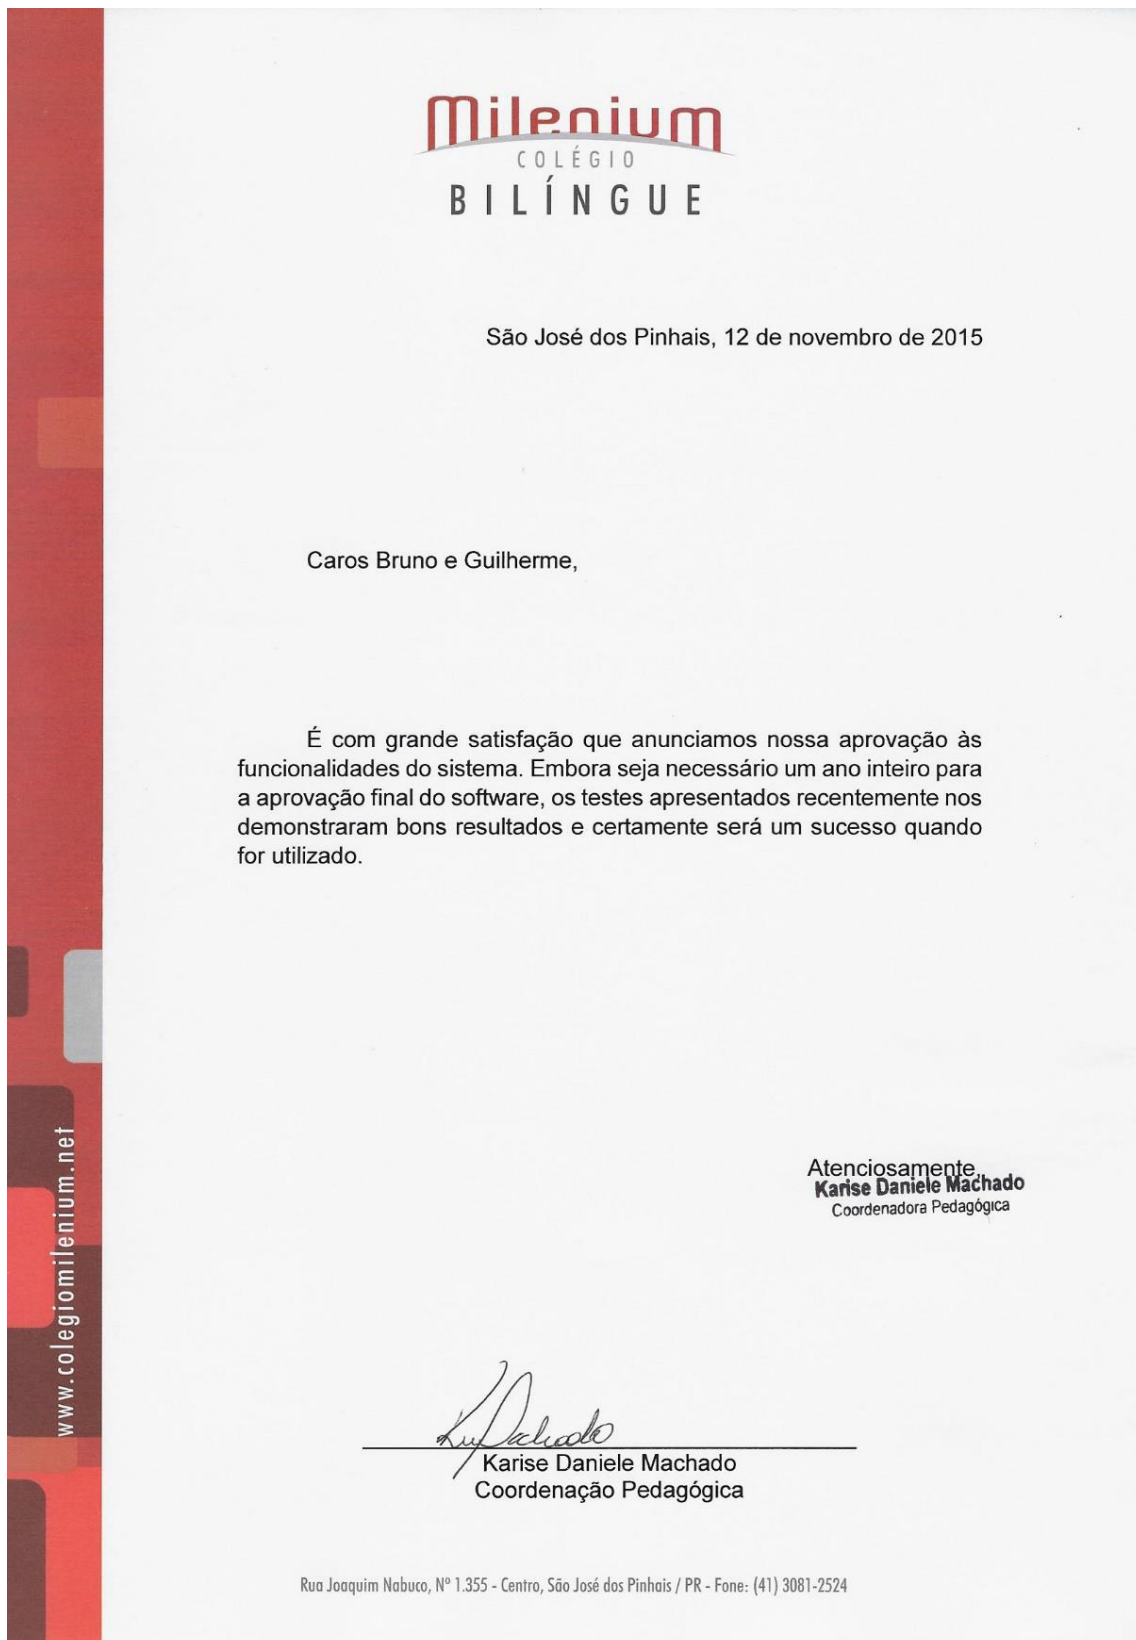 Milenium
COLÉGIO
BILÍNGUE
São José dos Pinhais, 12 de novembro de 2015
Caros Bruno e Guilherme,
É com grande satisfação que anunciamos nossa aprovação às
funcionalidades do sistema. Embora seja necessário um ano inteiro para
a aprovação final do software, os testes apresentados recentemente nos
demonstraram bons resultados e certamente será um sucesso quando
for utilizado.
Atenciosamente,
Karise Daniele Machado
Coordenadora Pedagógica
www.colegiomilenium.net
Karise Daniele Machado
Coordenação Pedagógica
Rua Joaquim Nabuco, Nº 1.355 - Centro, São José dos Pinhais / PR - Fone: (41) 3081-2524